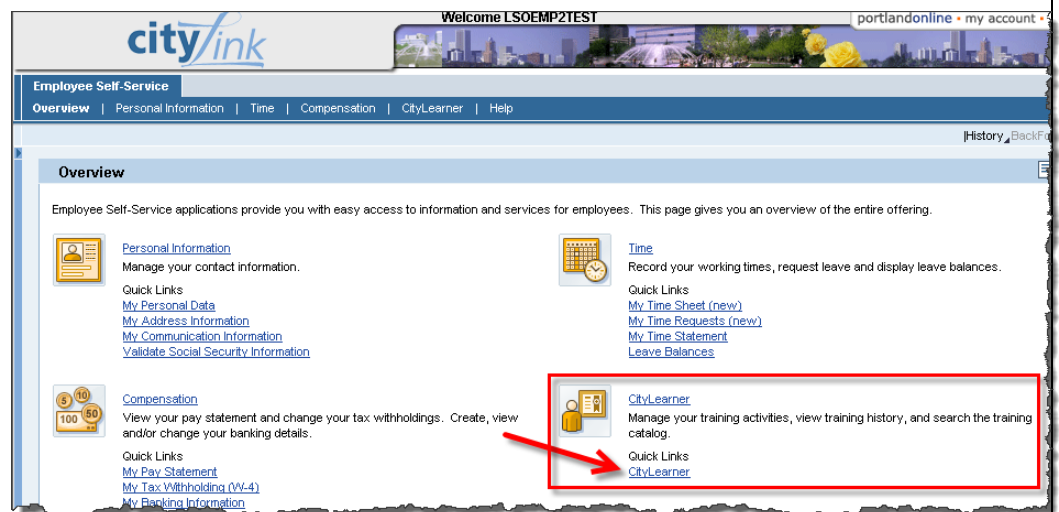 citylink
Welcome LSOEMP2TEST
portlandonline • my account •
Employee Self-Service
Overview | Personal Information | Time | Compensation | CityLearner | Help
History BackFo
Overview
Employee Self-Service applications provide you with easy access to information and services for employees. This page gives you an overview of the entire offering.
Personal Information
Manage your contact information.
Quick Links
My Personal Data
My Address Information
My Communication Information
Validate Social Security Information
Time
Record your working times, request leave and display leave balances.
Quick Links
My Time Sheet (new)
My Time Requests (new)
My Time Statement
Leave Balances
5 10
100 50
Compensation
View your pay statement and change your tax withholdings. Create, view
and/or change your banking details.
Quick Links
My Pay Statement
My Tax Withholding (W-4)
My Banking Information
CityLearner
Manage your training activities, view training history, and search the training
catalog.
Quick Links
CityLearner